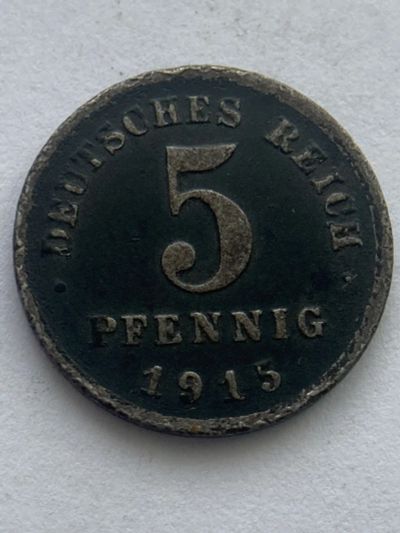 DEUTSCHES REICH
5
PFENNIG
1915